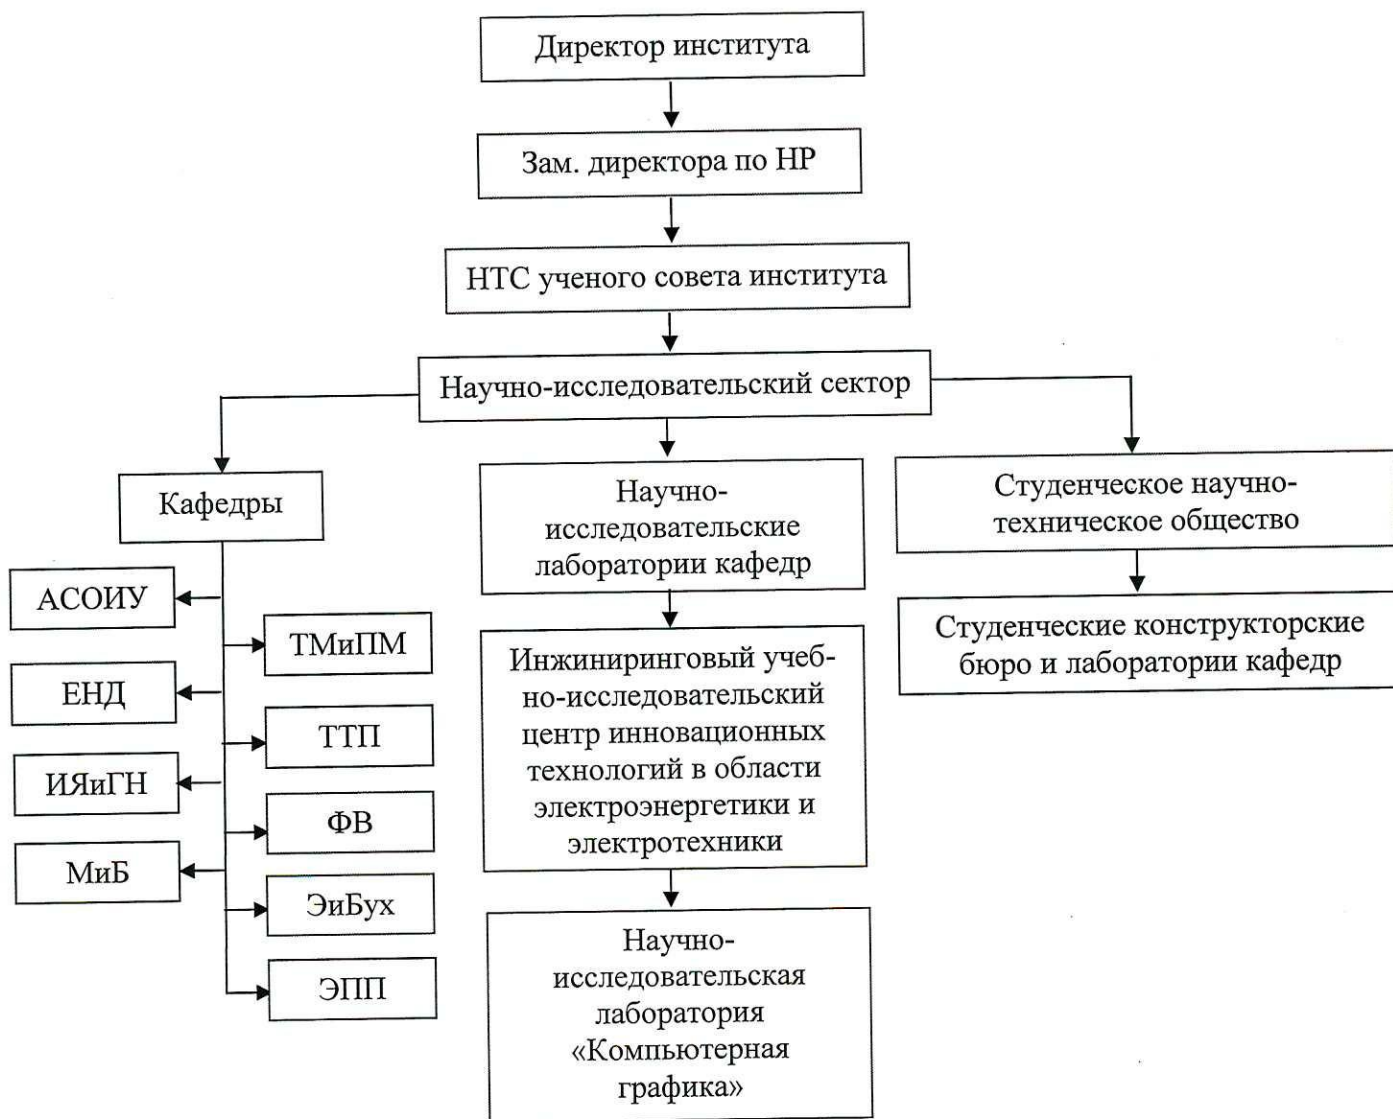 Директор института
Зам. директора по НР
НТС ученого совета института
Научно-исследовательский сектор
Кафедры
АСОИУ
ЕНД
ИЯиГН
МиБ
ТМиПМ
ТТП
ФВ
ЭиБух
ЭПП
Научно-
исследовательские
лаборатории кафедр
Инжиниринговый учеб-
но-исследовательский
центр инновационных
технологий в области
электроэнергетики и
электротехники
Научно-
исследовательская
лаборатория
«Компьютерная
графика»
Студенческое научно-
техническое общество
Студенческие конструкторские
бюро и лаборатории кафедр